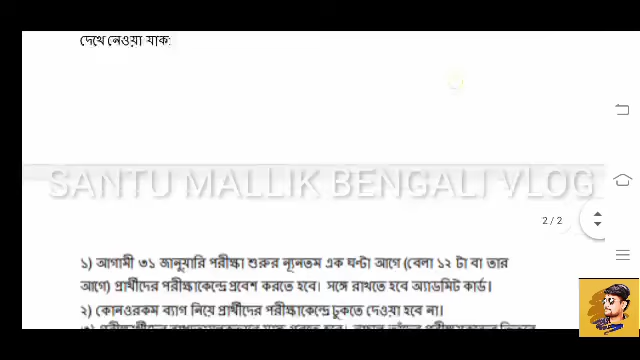 দেখে নেওয়া যাক:
SANTU MALLIK BENGALI VLOG
2 / 2
১) আগামী ৩১ জানুয়ারি পরীক্ষা শুরুর ন্যূনতম এক ঘণ্টা আগে (বেলা ১২ টা বা তার
আগে) প্রার্থীদের পরীক্ষাকেন্দ্রে প্রবেশ করতে হবে। সঙ্গে রাখতে হবে অ্যাডমিট কার্ড।
২) কোনওরকম ব্যাগ নিয়ে প্রার্থীদের পরীক্ষাকেন্দ্রে ঢুকতে দেওয়া হবে না।